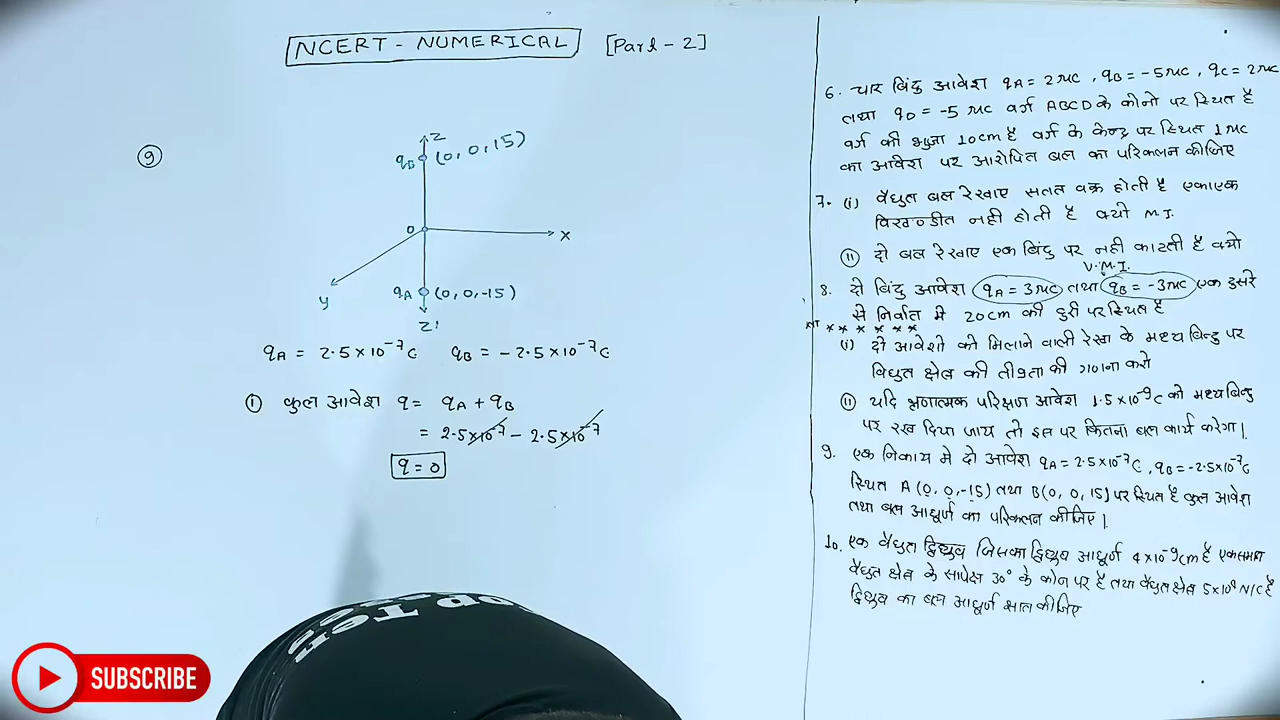 NCERT - NUMERICAL [Part - 2]
9
Z
qB (0, 0, 15)
O
X
Y
qA (0, 0, -15)
Z'
qA = 2.5×10⁻⁷C qB = -2.5×10⁻⁷C
① कुल आवेश q = qA + qB
= 2.5×10⁻⁷ - 2.5×10⁻⁷
q = 0
6. चार बिंदु आवेश qA = 2μC, qB = -5μC, qC = 2μC
तथा qD = -5 μC वर्ग ABCD के कोनो पर स्थित है
वर्ग की भुजा 10cm है वर्ग के केन्द्र पर स्थित 1μC
का आवेश पर आरोपित बल का परिकलन कीजिए
7. (i) वैधुत बल रेखाए सतत वक्र होती है एकाएक
विखण्डीत नही होती है क्यो M.I.
(ii) दो बल रेखाए एक बिंदु पर नही काटती है क्यो
V.M.I.
8. दो बिंदु आवेश qA = 3μC तथा qB = -3μC एक दुसरे
से निर्वात मे 20cm की दुरी पर स्थित है
******
(i) दो आवेशो को मिलाने वाली रेखा के मध्य बिन्दु पर
विधुत क्षेत्र की तीव्रता की गणना करो
(ii) यदि ऋणात्मक परिक्षण आवेश 1.5×10⁻⁹C को मध्य बिन्दु
पर रख दिया जाय तो इस पर कितना बल कार्य करेगा।
9. एक निकाय मे दो आवेश qA = 2.5×10⁻⁷C, qB = -2.5×10⁻⁷C
स्थित A (0, 0, -15) तथा B (0, 0, 15) पर स्थित है कुल आवेश
तथा बल आधूर्ण का परिकलन कीजिए।
10. एक वैधुत द्विध्रुव जिसका द्विध्रुव आधूर्ण 4×10⁻⁹cm है एकसमान
वैधुत क्षेत्र के सापेक्ष 30° के कोन पर है तथा वैधुत क्षेत्र 5×10⁴ N/C है
द्विध्रुव का बल आधूर्ण ज्ञात कीजिए
SUBSCRIBE